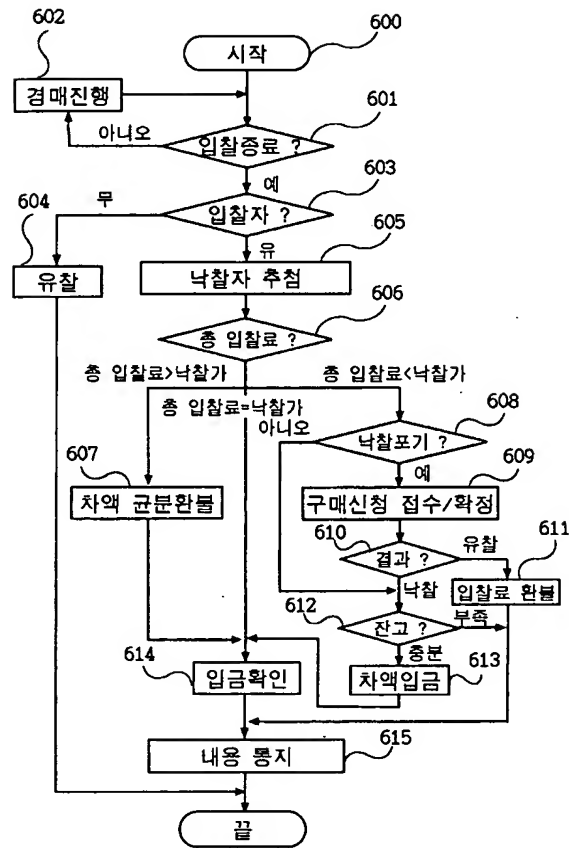 600
시작
602
경매진행
601
아니오
입찰종료 ?
예
603
604
무
입찰자 ?
605
유
유찰
낙찰자 추첨
606
총 입찰료 ?
총 입찰료>낙찰가
총 입찰료<낙찰가
총 입찰료=낙찰가
608
아니오
낙찰포기 ?
607
예
609
차액 균분환불
구매신청 접수/확정
610
유찰
611
결과 ?
낙찰
입찰료 환불
612
부족
잔고 ?
614
충분
613
입금확인
차액입금
내용 통지
615
끝